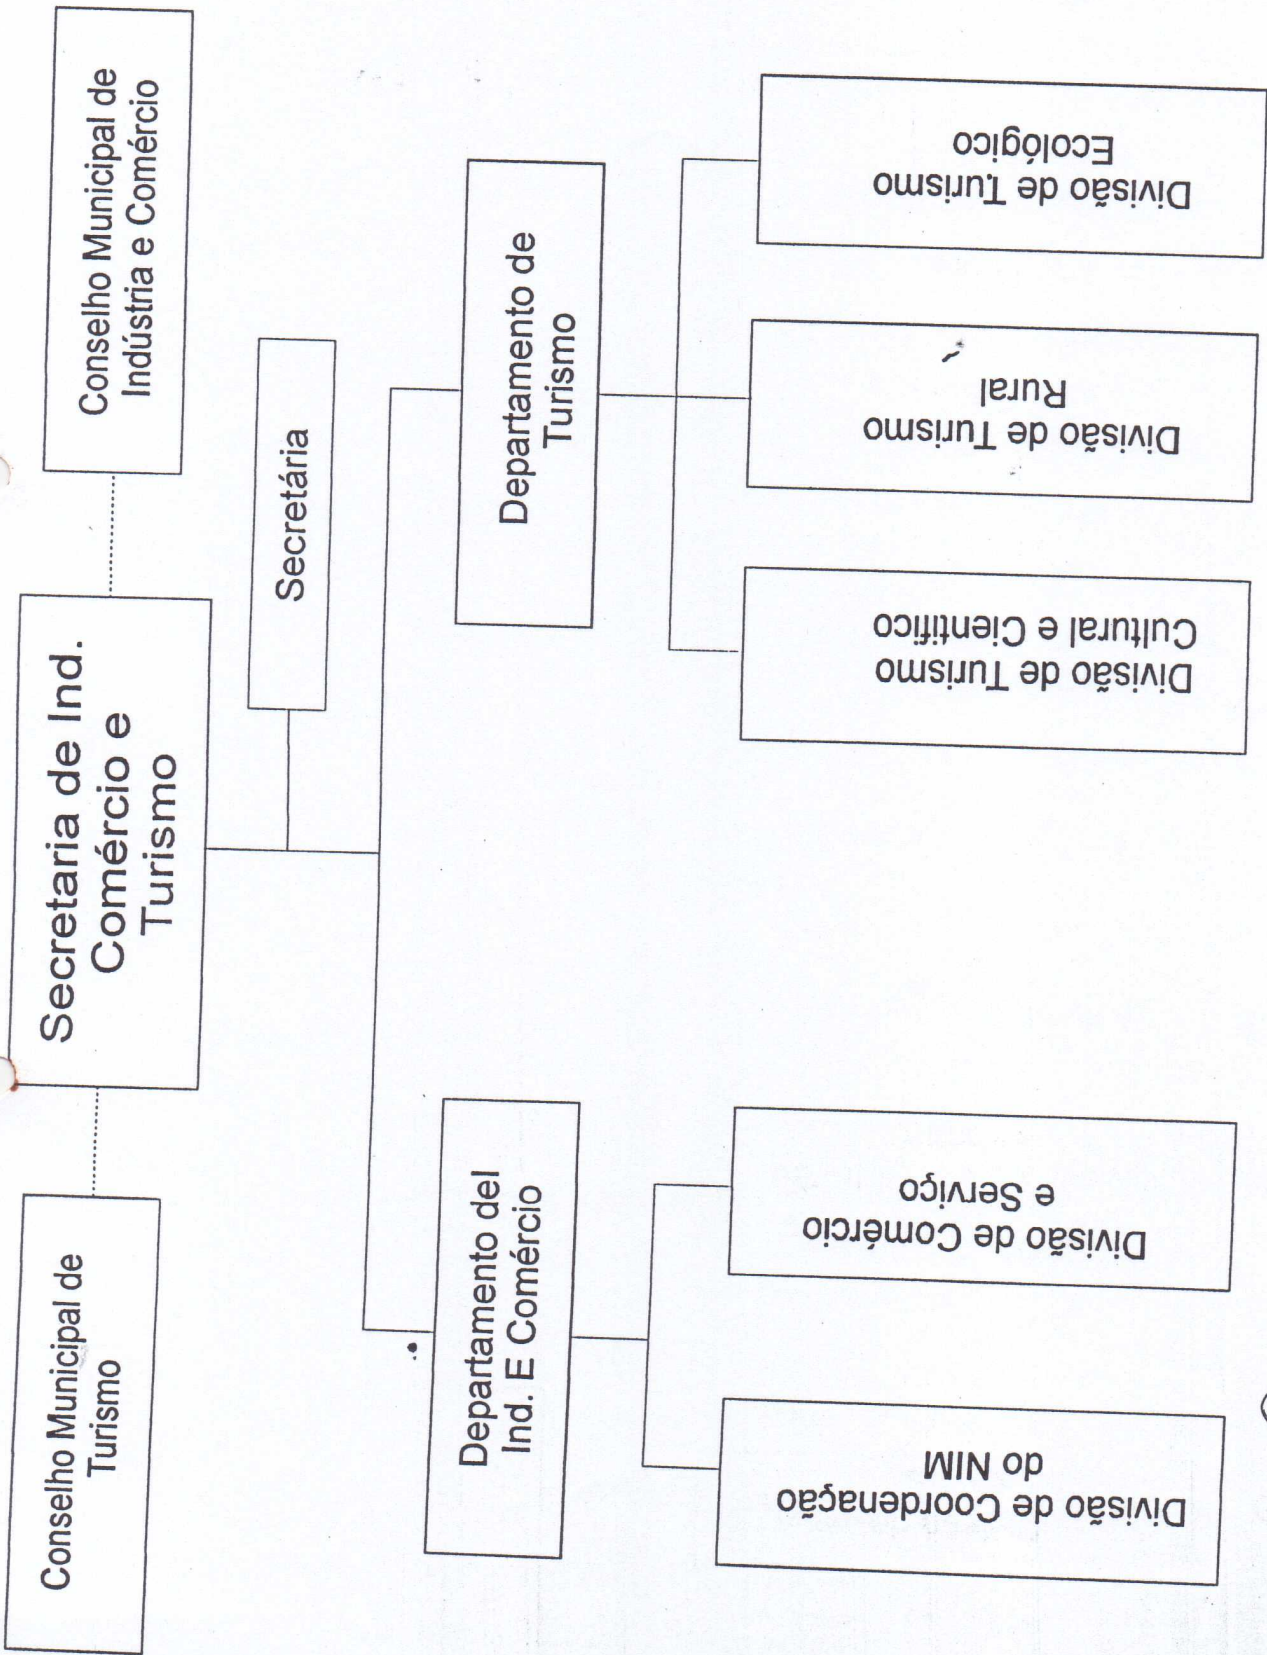 Conselho Municipal de
Turismo
Secretaria de Ind.
Comércio e
Turismo
Conselho Municipal de
Indústria e Comércio
Secretária
Departamento del
Ind. E Comércio
Departamento de
Turismo
Divisão de Coordenação
do NIM
Divisão de Comércio
e Serviço
Divisão de Turismo
Cultural e Científico
Divisão de Turismo
Rural
Divisão de Turismo
Ecológico